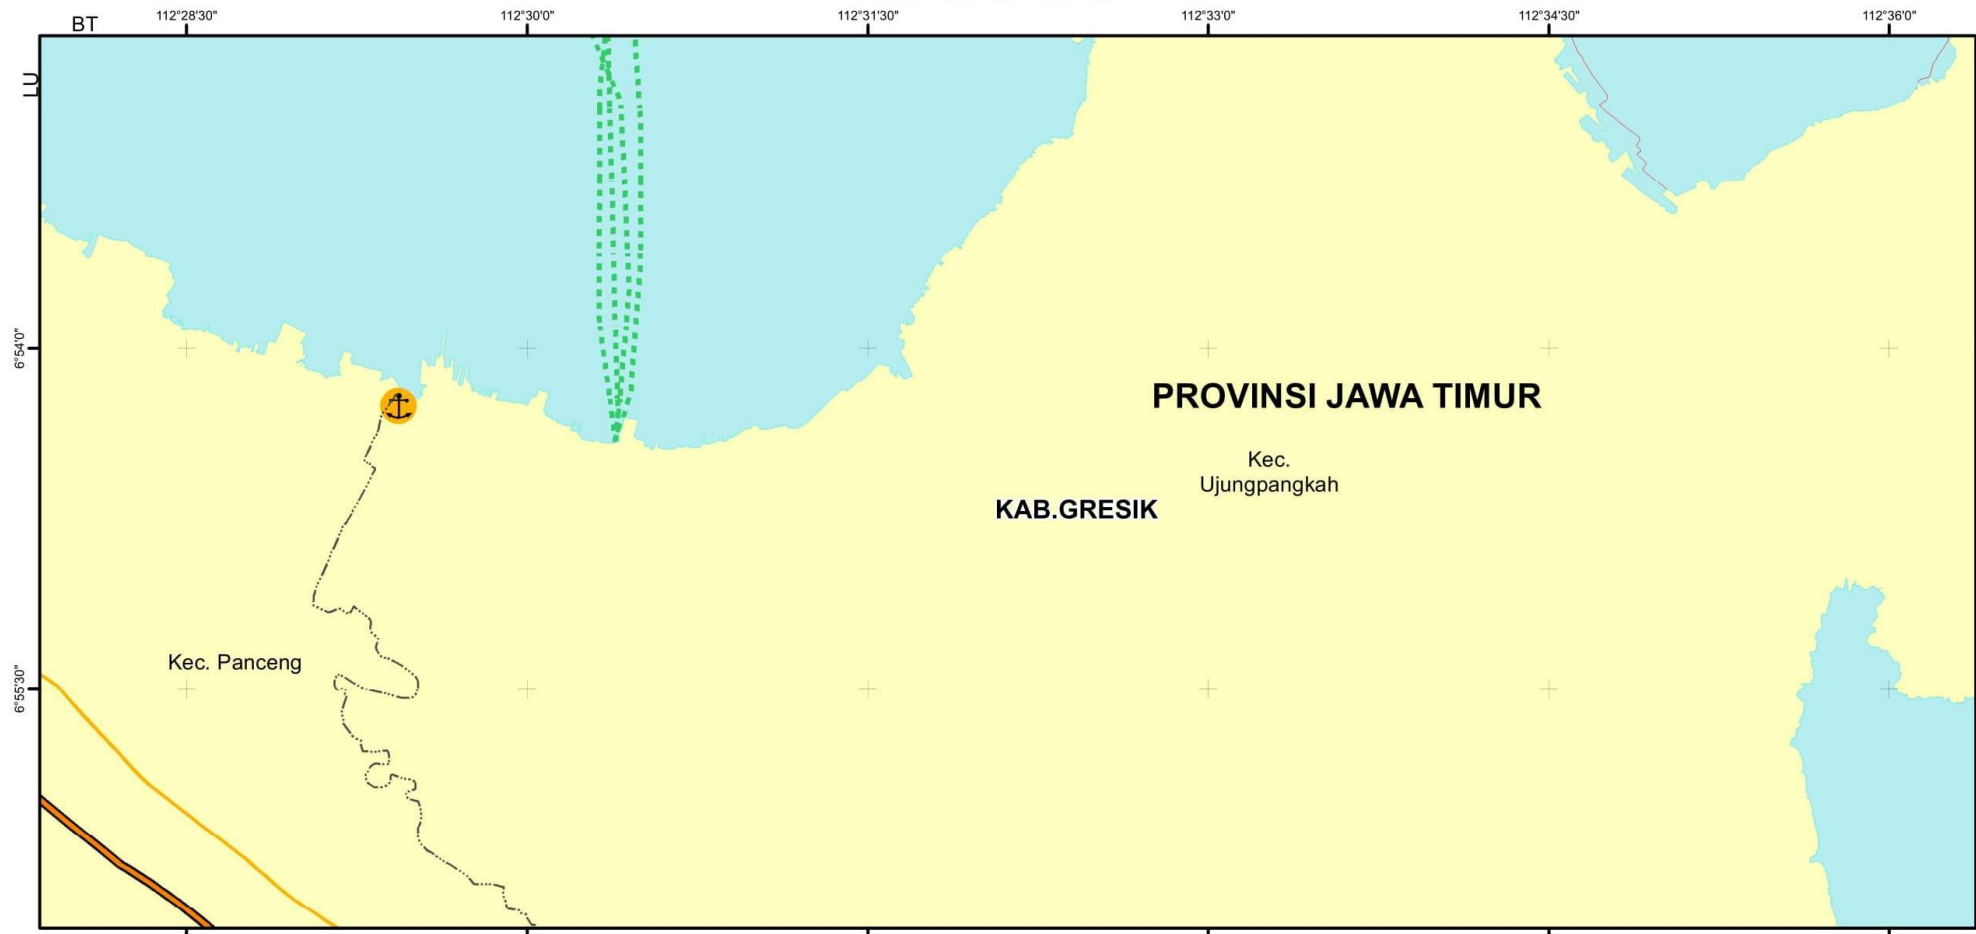 BT
112°28'30"
112°30'0"
112°31'30"
112°33'0"
112°34'30"
112°36'0"
LU
6°54'0"
PROVINSI JAWA TIMUR
Kec.
Ujungpangkah
KAB.GRESIK
Kec. Panceng
6°55'30"